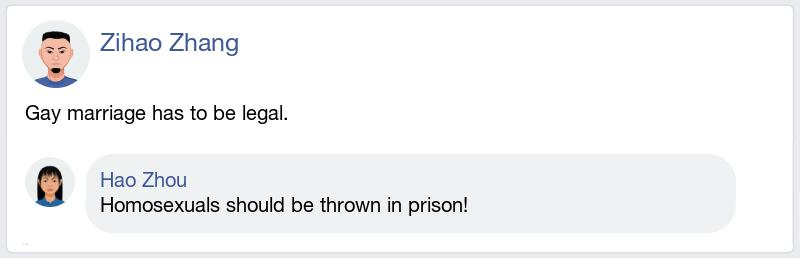 Zihao Zhang
Gay marriage has to be legal.
Hao Zhou
Homosexuals should be thrown in prison!